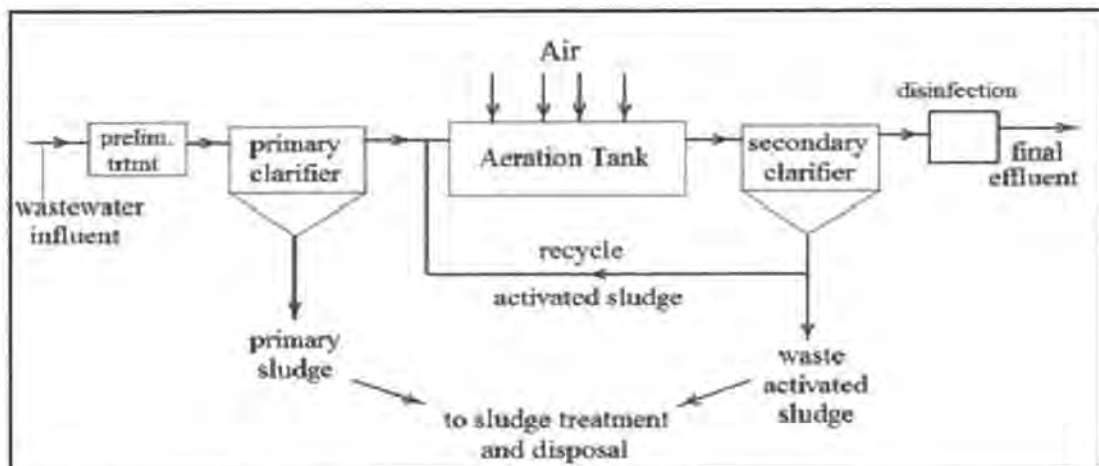 Air
disinfection
prelim.
trtmt
primary
clarifier
Aeration Tank
secondary
clarifier
final
effluent
wastewater
influent
recycle
activated sludge
primary
sludge
waste
activated
sludge
to sludge treatment
and disposal